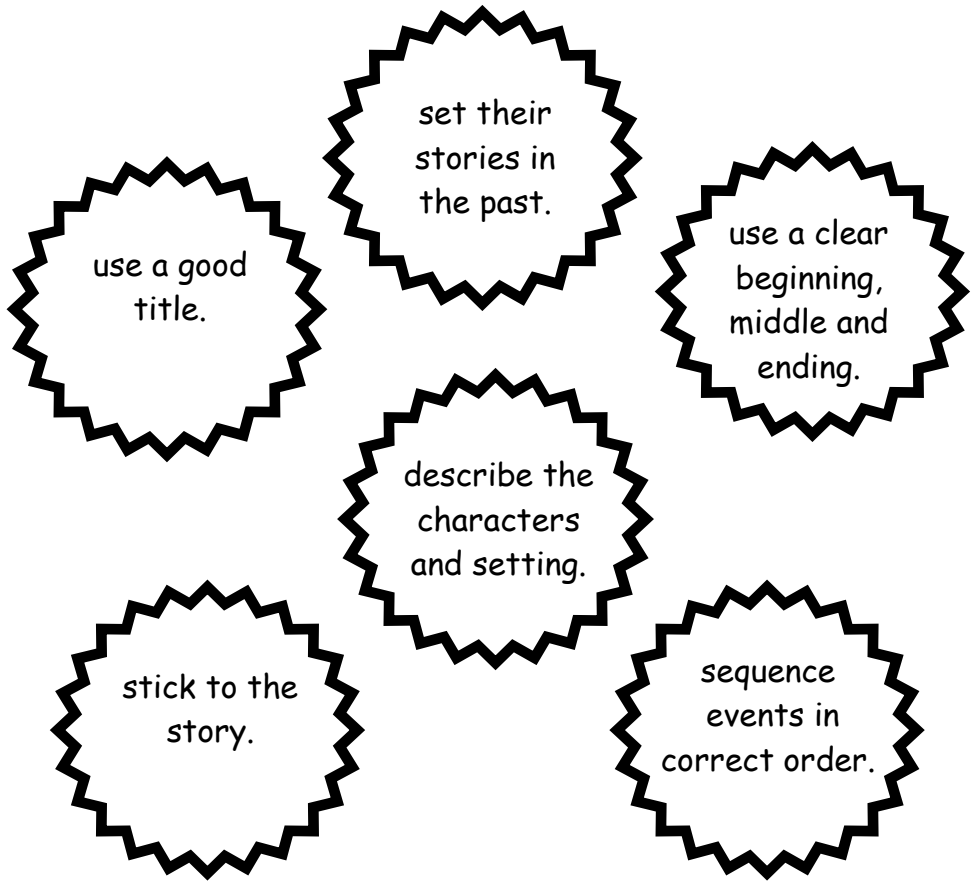 set their
stories in
the past.
use a good
title.
use a clear
beginning,
middle and
ending.
describe the
characters
and setting.
stick to the
story.
sequence
events in
correct order.